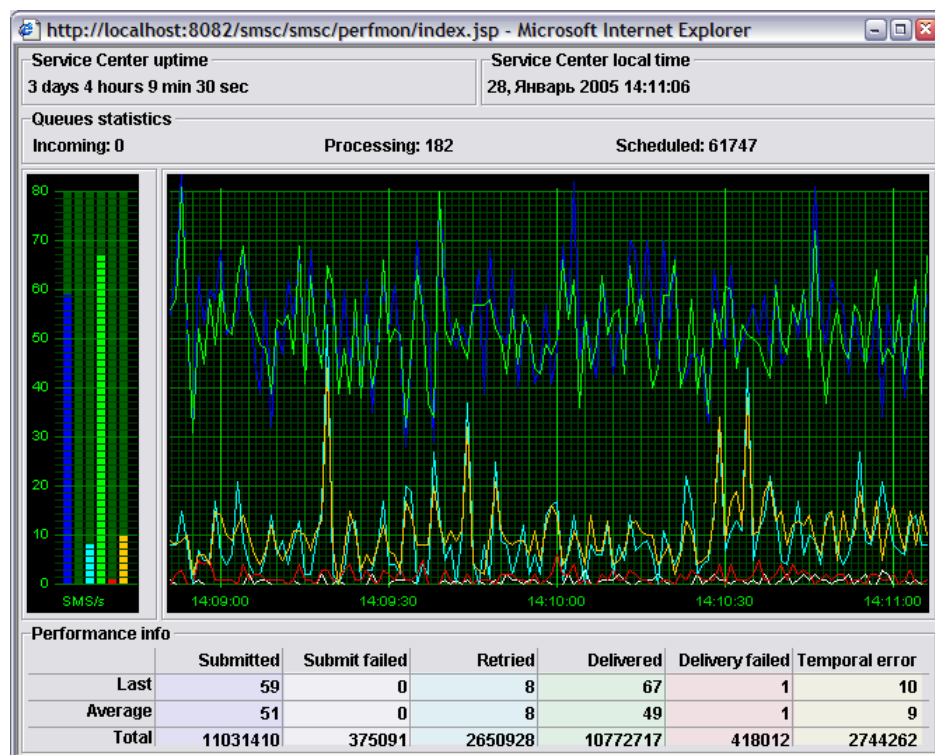 http://localhost:8082/smsc/smsc/perfmon/index.jsp - Microsoft Internet Explorer
Service Center uptime
3 days 4 hours 9 min 30 sec
Service Center local time
28, Январь 2005 14:11:06
Queues statistics
Incoming: 0 Processing: 182 Scheduled: 61747
80
70
60
50
40
30
20
10
0
SMS/s
14:09:00 14:09:30 14:10:00 14:10:30 14:11:00
Performance info
Submitted Submit failed Retried Delivered Delivery failed Temporal error
Last 59 0 8 67 1 10
Average 51 0 8 49 1 9
Total 11031410 375091 2650928 10772717 418012 2744262